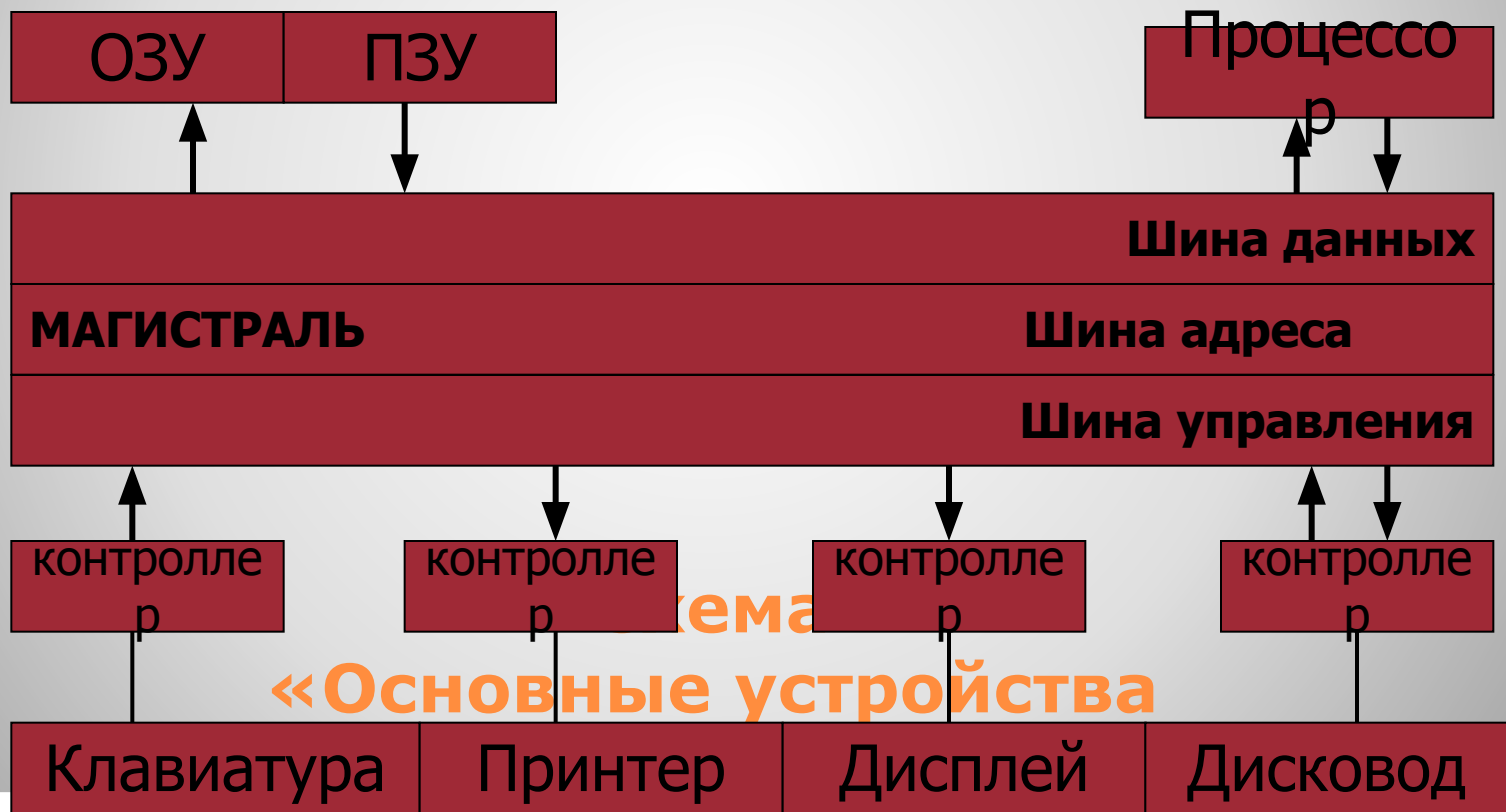 ОЗУ
ПЗУ
Процессо
р
Шина данных
МАГИСТРАЛЬ
Шина адреса
Шина управления
контролле
р
контролле
р
контролле
р
контролле
р
«Основные устройства
Клавиатура
Принтер
Дисплей
Дисковод